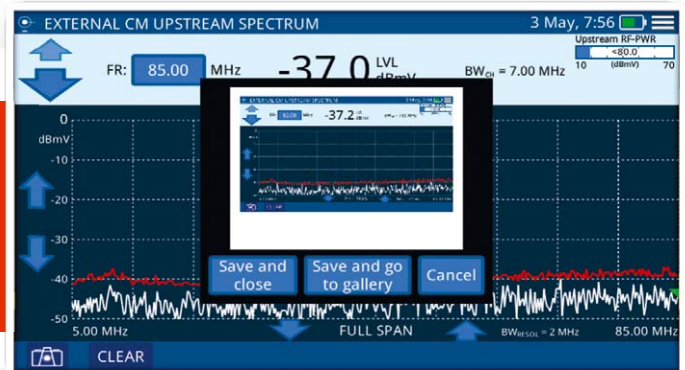 EXTERNAL CM UPSTREAM SPECTRUM 3 May, 7:56
Upstream RF-PWR
<80.0
10 (dBmV) 70
FR: 85.00 MHz -37.0 LVL dBmV BWCH = 7.00 MHz
-37.2
0
dBmV
-10
-20
-30
-40
-50
Save and close
Save and go to gallery
Cancel
5.00 MHz FULL SPAN BWRESOL = 2 MHz 85.00 MHz
CLEAR